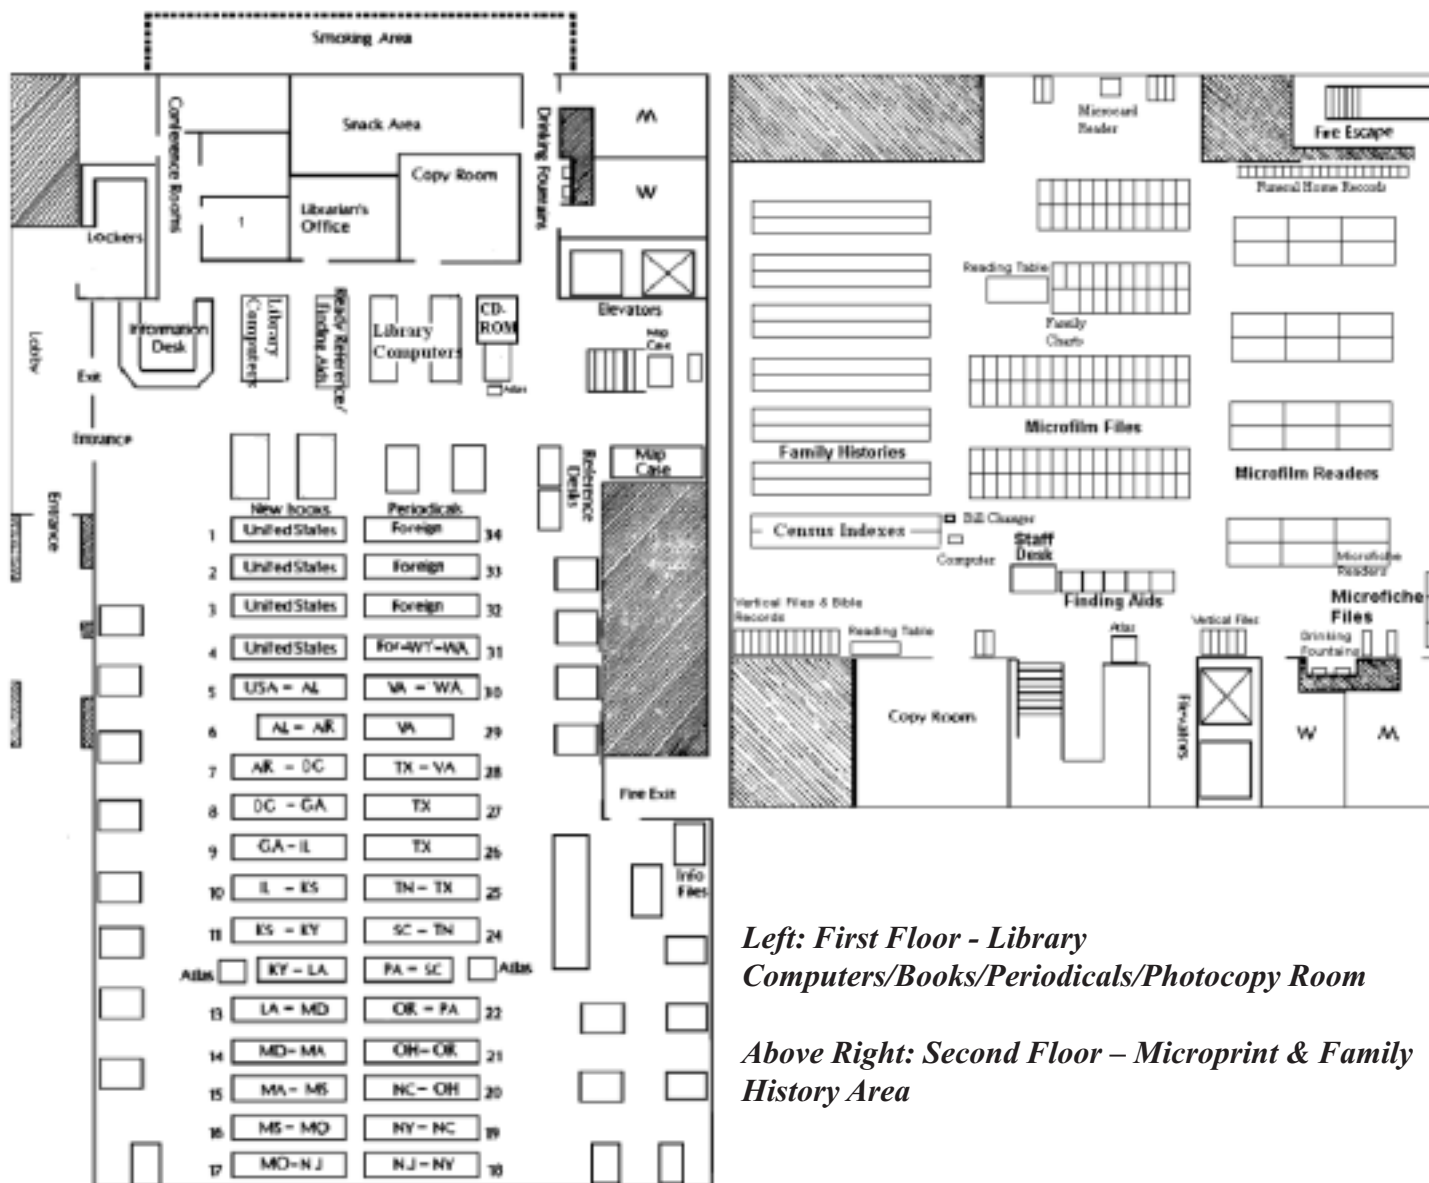 Smoking Area
Conference Rooms
Snack Area
Drinking Fountains
M
Copy Room
W
Librarian's
Office
1
Lockers
Elevators
Lobby
Information
Desk
Library
Computers
Ready Reference/
Finding Aids
Library
Computers
CD-
ROM
Atlas
Map
Case
Exit
Entrance
Entrance
Reference
Desks
Map
Case
New books
Periodicals
1 United States Foreign 34
2 United States Foreign 33
3 United States Foreign 32
4 United States For-WY-WA 31
5 USA - AL VA - WA 30
6 AL - AR VA 29
7 AR - DC TX - VA 28
8 DC - GA TX 27
9 GA - IL TX 26
10 IL - KS TN - TX 25
11 KS - KY SC - TN 24
Atlas KY - LA PA - SC Atlas
13 LA - MD OR - PA 22
14 MD- MA OH- OR 21
15 MA - MS NC- OH 20
16 MS- MO NY- NC 19
17 MO-NJ NJ-NY 18
Fire Exit
Info
Files
Microcard
Reader
Fire Escape
Funeral Home Records
Reading Table
Family
Charts
Microfilm Files
Family Histories
Microfilm Readers
Census Indexes
Bill Changer
Computer
Staff
Desk
Finding Aids
Microfiche
Readers
Microfiche
Files
Vertical Files & Bible
Records
Reading Table
Atlas
Vertical Files
Drinking
Fountains
Copy Room
Elevators
W
M
Left: First Floor - Library
Computers/Books/Periodicals/Photocopy Room
Above Right: Second Floor – Microprint & Family
History Area